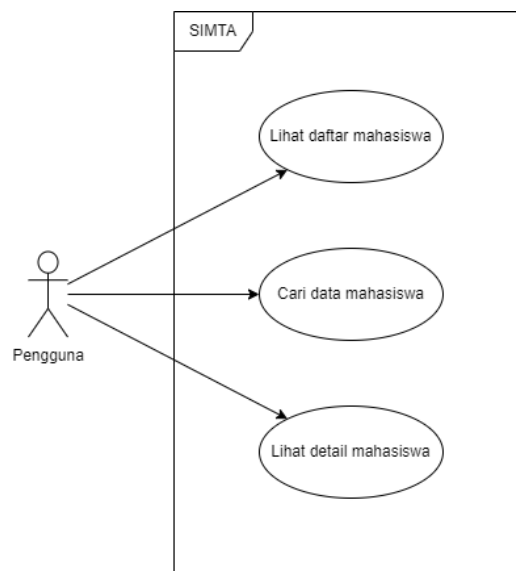 SIMTA
Lihat daftar mahasiswa
Cari data mahasiswa
Pengguna
Lihat detail mahasiswa